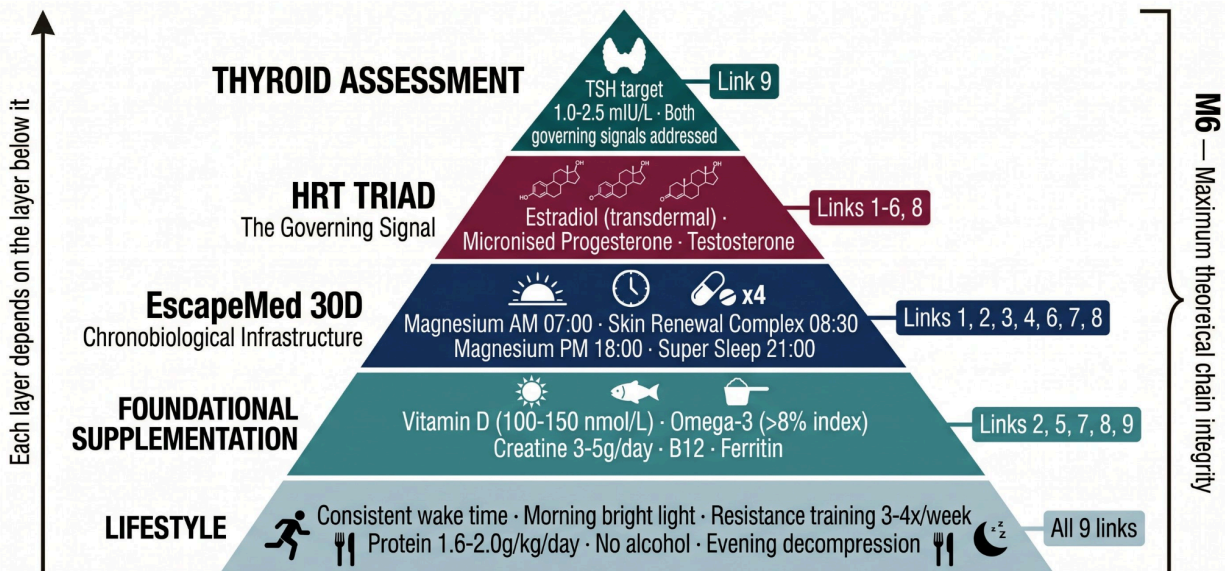 Each layer depends on the layer below it
THYROID ASSESSMENT
TSH target
1.0-2.5 mIU/L · Both
governing signals addressed
Link 9
HRT TRIAD
The Governing Signal
OH
HO
OH
O
OH
O
Estradiol (transdermal) ·
Micronised Progesterone · Testosterone
Links 1-6, 8
EscapeMed 30D
Chronobiological Infrastructure
x4
Magnesium AM 07:00 · Skin Renewal Complex 08:30
Magnesium PM 18:00 · Super Sleep 21:00
Links 1, 2, 3, 4, 6, 7, 8
FOUNDATIONAL
SUPPLEMENTATION
Vitamin D (100-150 nmol/L) · Omega-3 (>8% index)
Creatine 3-5g/day · B12 · Ferritin
Links 2, 5, 7, 8, 9
LIFESTYLE
Consistent wake time · Morning bright light · Resistance training 3-4x/week
Protein 1.6-2.0g/kg/day · No alcohol · Evening decompression
z z z
All 9 links
M6 — Maximum theoreical chain integrity